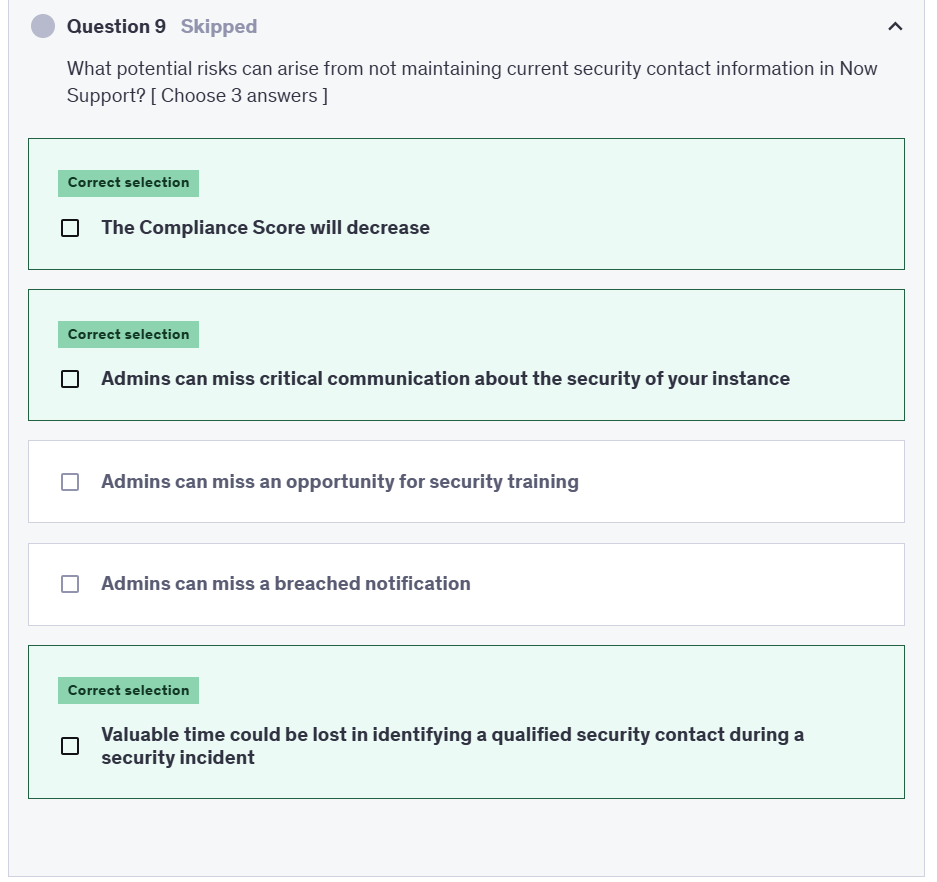 Question 9 Skipped
What potential risks can arise from not maintaining current security contact information in Now
Support? [ Choose 3 answers ]
Correct selection
The Compliance Score will decrease
Correct selection
Admins can miss critical communication about the security of your instance
Admins can miss an opportunity for security training
Admins can miss a breached notification
Correct selection
Valuable time could be lost in identifying a qualified security contact during a
security incident